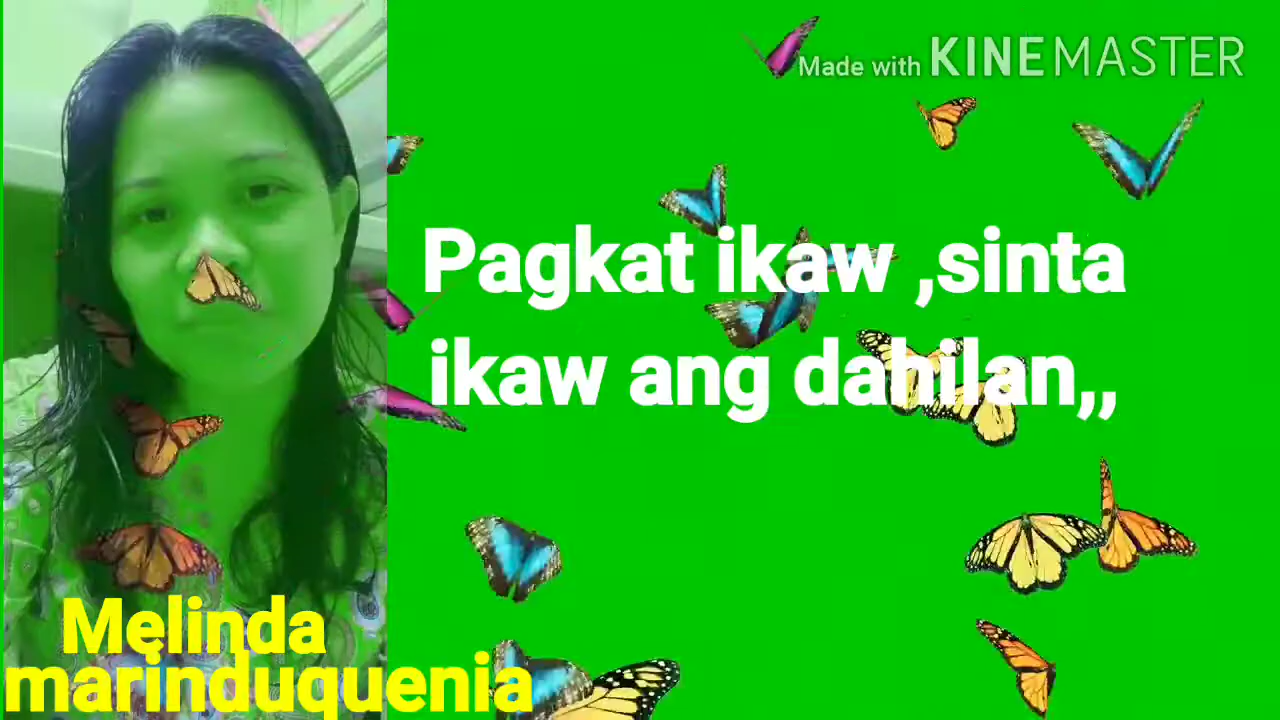 Made with KINEMASTER
Pagkat ikaw ,sinta
ikaw ang dahilan,,
Melinda
marinduquenia